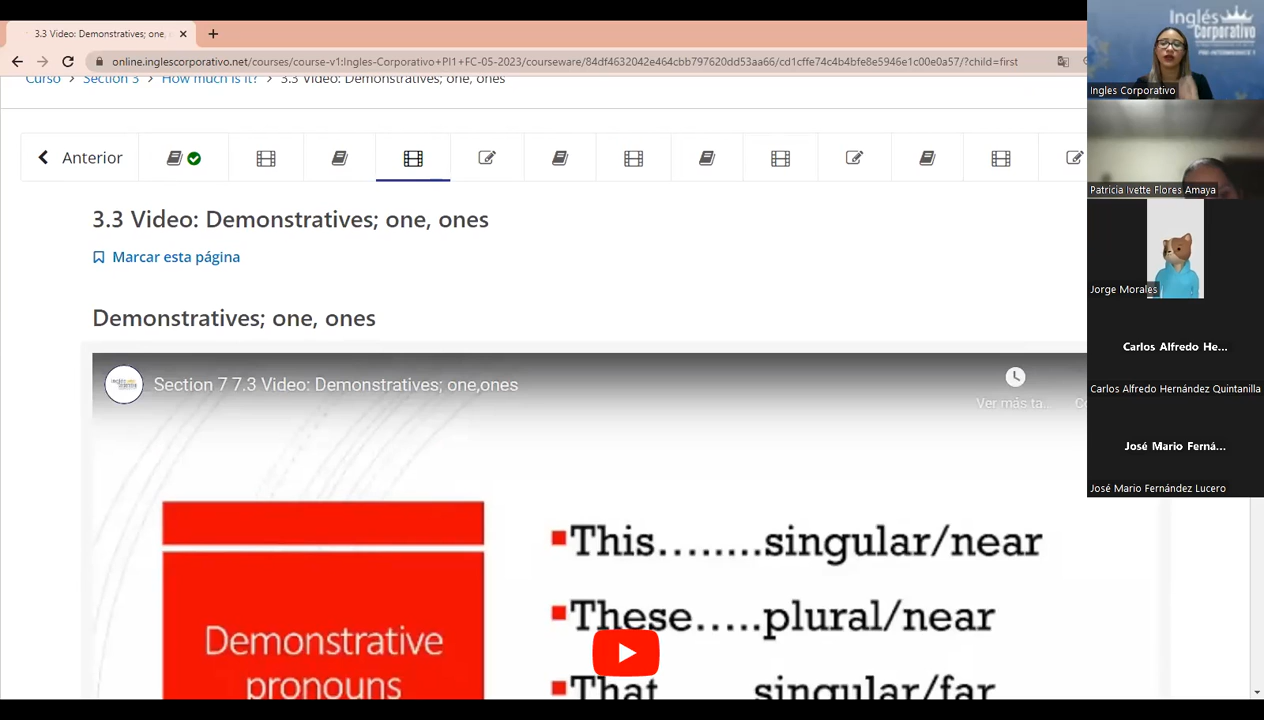 3.3 Video: Demonstratives; one,
online.inglescorporativo.net/courses/course-v1:Ingles-Corporativo+PI1+FC-05-2023/courseware/84df4632042e464cbb797620dd53aa66/cd1cffe74c4b4bfe8e5946e1c00e0a57/?child=first
Curso > Section 3 > How much is it? > 3.3 Video: Demonstratives; one, ones
Anterior
3.3 Video: Demonstratives; one, ones
Marcar esta página
Demonstratives; one, ones
Section 7 7.3 Video: Demonstratives; one,ones
Ver más ta...
Demonstrative
pronouns
This........singular/near
These.....plural/near
That singular/far
Inglés
Corporativo
Ingles Corporativo
Patricia Ivette Flores Amaya
Jorge Morales
Carlos Alfredo He...
Carlos Alfredo Hernández Quintanilla
José Mario Ferná...
José Mario Fernández Lucero